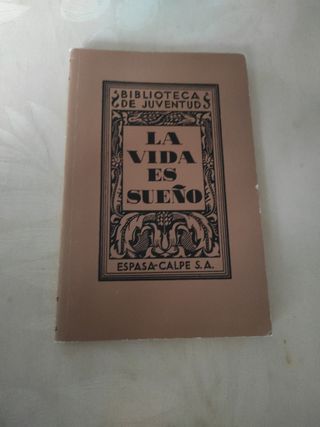 BIBLIOTECA
DE JUVENTUD
LA
VIDA
ES
SUEÑO
ESPASA-CALPE S.A.